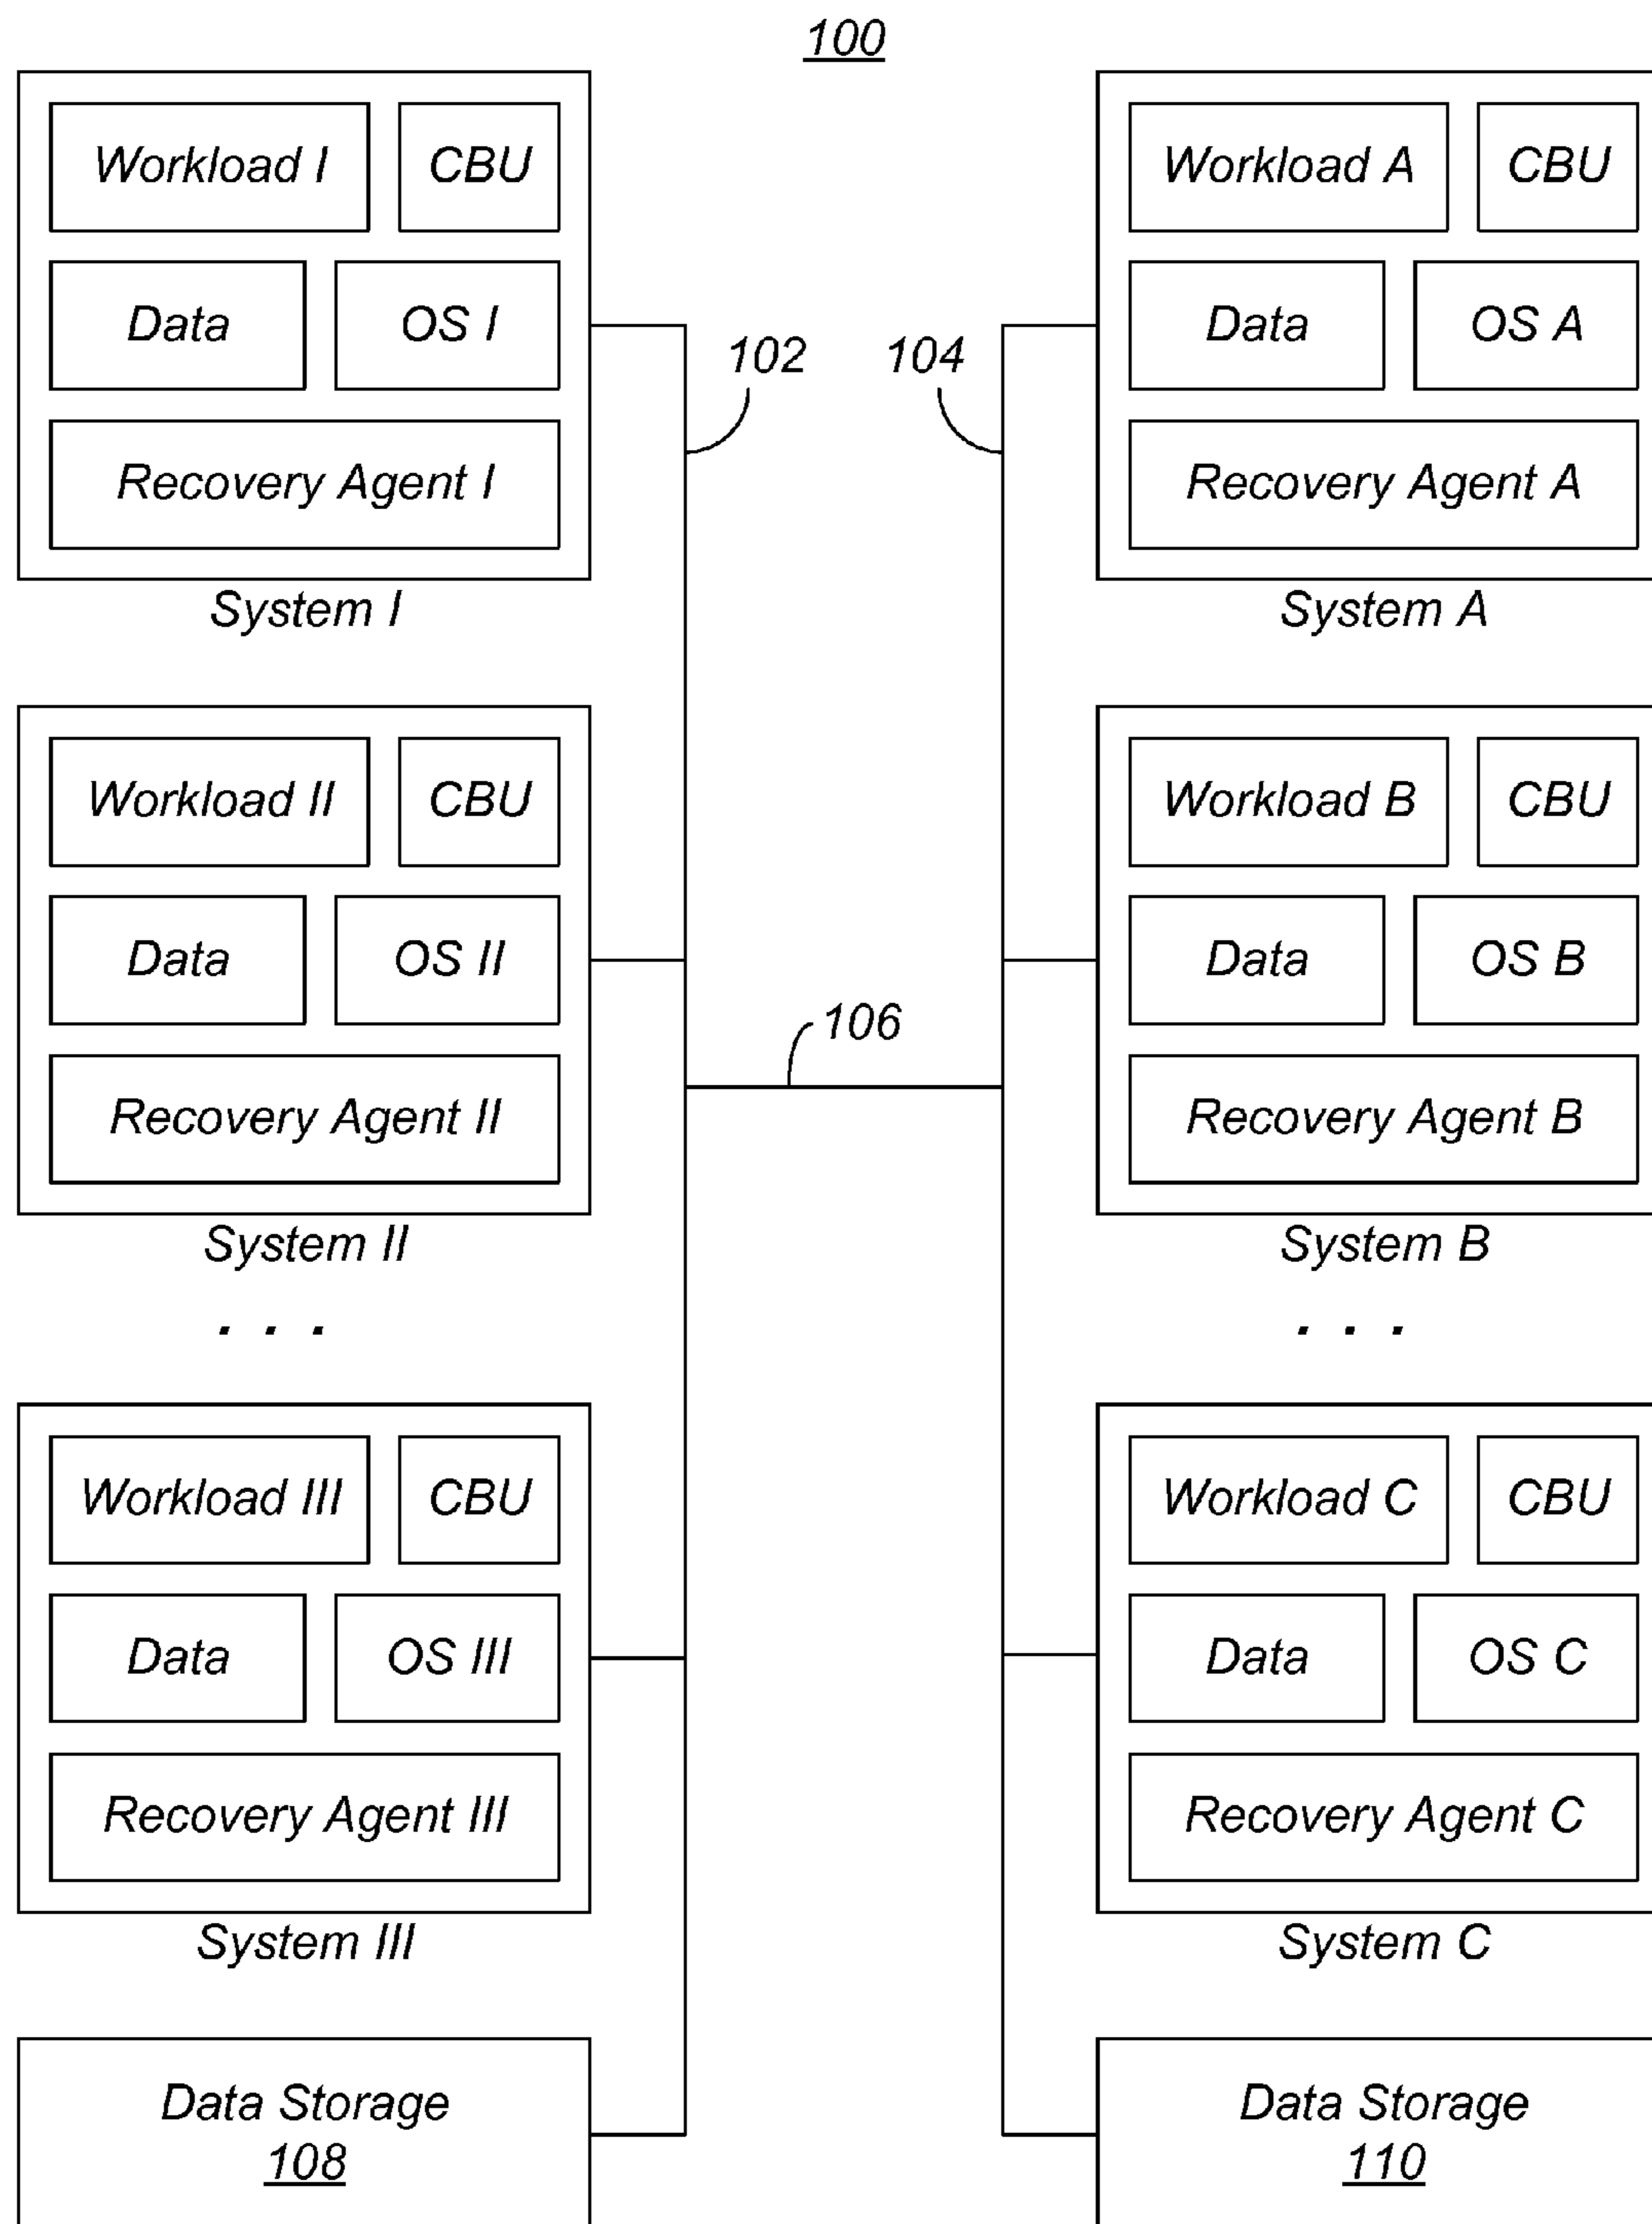 100
Workload I
CBU
Data
OS I
Recovery Agent I
System I
Workload II
CBU
Data
OS II
Recovery Agent II
System II
. . .
Workload III
CBU
Data
OS III
Recovery Agent III
System III
Data Storage
108
102
104
106
Workload A
CBU
Data
OS A
Recovery Agent A
System A
Workload B
CBU
Data
OS B
Recovery Agent B
System B
. . .
Workload C
CBU
Data
OS C
Recovery Agent C
System C
Data Storage
110